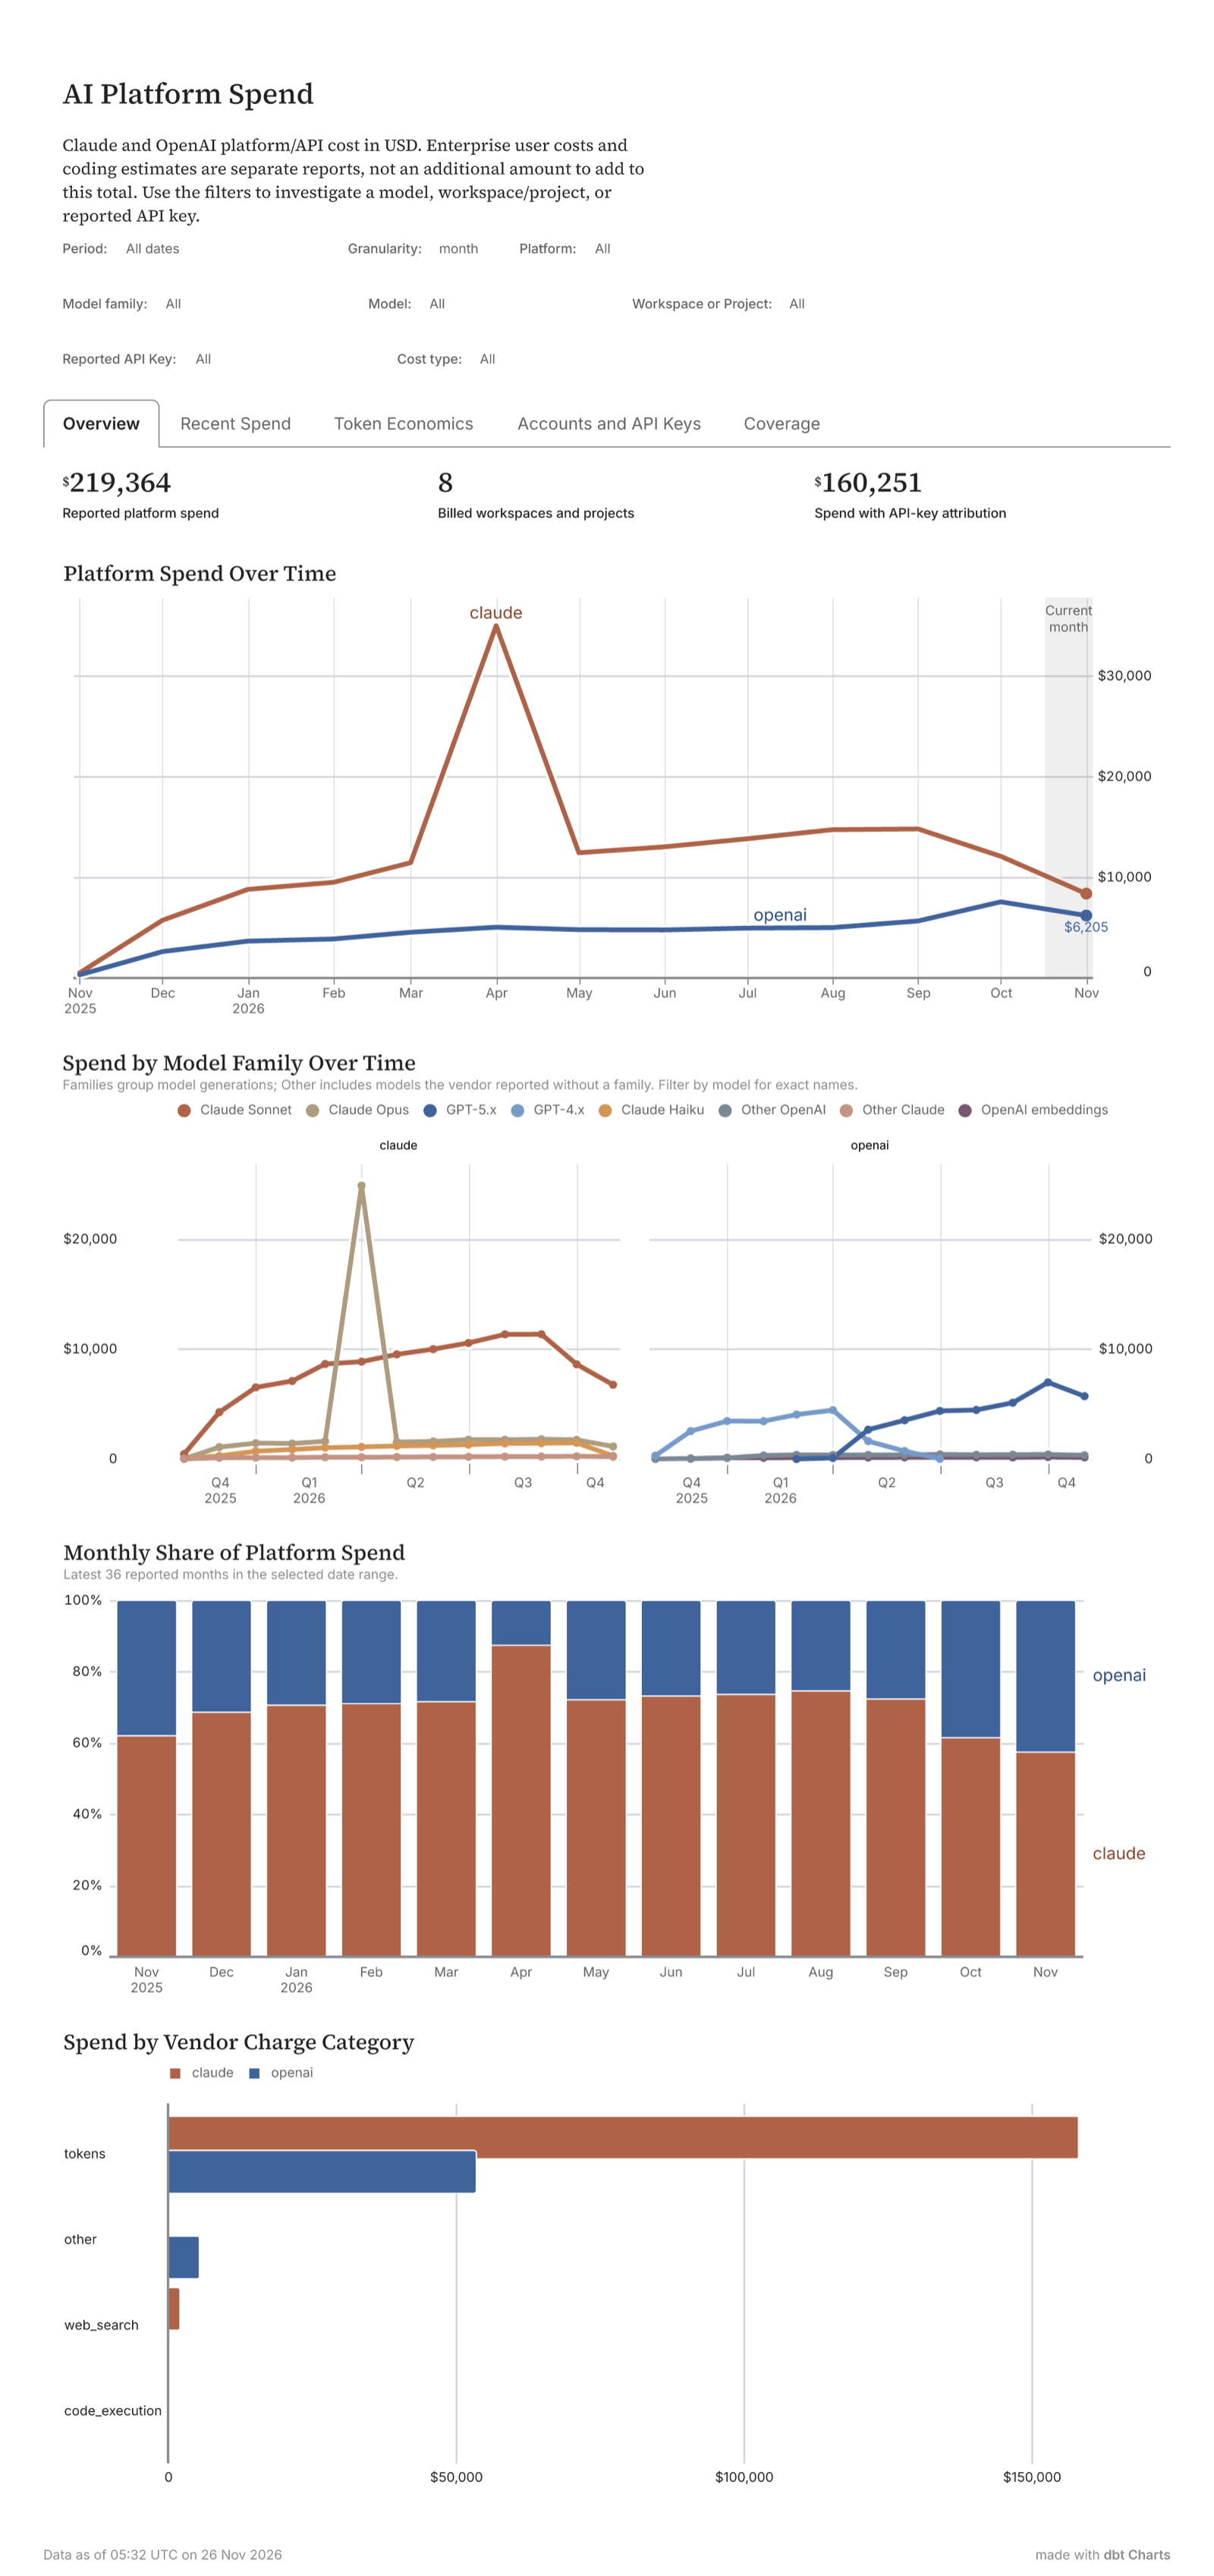 AI Platform Spend
Claude and OpenAI platform/API cost in USD. Enterprise user costs and
coding estimates are separate reports, not an additional amount to add to
this total. Use the filters to investigate a model, workspace/project, or
reported API key.
Period: All dates Granularity: month Platform: All
Model family: All Model: All Workspace or Project: All
Reported API Key: All Cost type: All
Overview Recent Spend Token Economics Accounts and API Keys Coverage
$219,364 8 $160,251
Reported platform spend Billed workspaces and projects Spend with API-key attribution
Platform Spend Over Time
claude
Current
month
$30,000
$20,000
$10,000
openai
$6,205
0
Nov Dec Jan Feb Mar Apr May Jun Jul Aug Sep Oct Nov
2025 2026
Spend by Model Family Over Time
Families group model generations; Other includes models the vendor reported without a family. Filter by model for exact names.
Claude Sonnet Claude Opus GPT-5.x GPT-4.x Claude Haiku Other OpenAI Other Claude OpenAI embeddings
claude openai
$20,000 $20,000
$10,000 $10,000
0 0
Q4 Q1 Q2 Q3 Q4 Q4 Q1 Q2 Q3 Q4
2025 2026 2025 2026
Monthly Share of Platform Spend
Latest 36 reported months in the selected date range.
100%
80%
openai
60%
40%
claude
20%
0%
Nov Dec Jan Feb Mar Apr May Jun Jul Aug Sep Oct Nov
2025 2026
Spend by Vendor Charge Category
claude openai
tokens
other
web_search
code_execution
0 $50,000 $100,000 $150,000
Data as of 05:32 UTC on 26 Nov 2026 made with dbt Charts